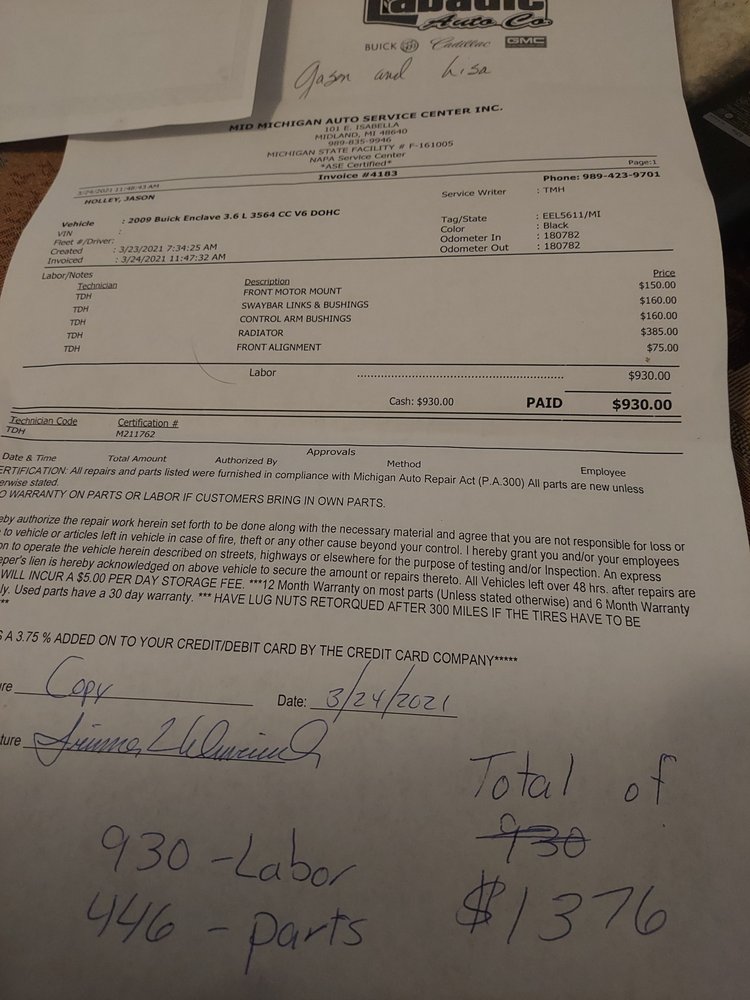 Labadie
Auto Co
BUICK Cadillac GMC
Jason and Lisa
MID MICHIGAN AUTO SERVICE CENTER INC.
101 E. ISABELLA
MIDLAND, MI 48640
989-835-9946
MICHIGAN STATE FACILITY # F-161005
NAPA Service Center
*ASE Certified*
Page:1
Invoice #4183
3/24/2021 11:48:43 AM
Phone: 989-423-9701
HOLLEY, JASON
Service Writer : TMH
Vehicle : 2009 Buick Enclave 3.6 L 3564 CC V6 DOHC
Tag/State : EEL5611/MI
VIN :
Color : Black
Fleet #/Driver:
Odometer In : 180782
Created : 3/23/2021 7:34:25 AM
Odometer Out : 180782
Invoiced : 3/24/2021 11:47:32 AM
Labor/Notes
Technician Description Price
TDH FRONT MOTOR MOUNT $150.00
TDH SWAYBAR LINKS & BUSHINGS $160.00
TDH CONTROL ARM BUSHINGS $160.00
TDH RADIATOR $385.00
TDH FRONT ALIGNMENT $75.00
Labor $930.00
Cash: $930.00 PAID $930.00
Technician Code Certification #
TDH M211762
Approvals
Date & Time Total Amount Authorized By Method Employee
ERTIFICATION: All repairs and parts listed were furnished in compliance with Michigan Auto Repair Act (P.A.300) All parts are new unless
erwise stated.
O WARRANTY ON PARTS OR LABOR IF CUSTOMERS BRING IN OWN PARTS.
eby authorize the repair work herein set forth to be done along with the necessary material and agree that you are not responsible for loss or
to vehicle or articles left in vehicle in case of fire, theft or any other cause beyond your control. I hereby grant you and/or your employees
on to operate the vehicle herein described on streets, highways or elsewhere for the purpose of testing and/or Inspection. An express
eper's lien is hereby acknowledged on above vehicle to secure the amount or repairs thereto. All Vehicles left over 48 hrs. after repairs are
WILL INCUR A $5.00 PER DAY STORAGE FEE. ***12 Month Warranty on most parts (Unless stated otherwise) and 6 Month Warranty
ly. Used parts have a 30 day warranty. *** HAVE LUG NUTS RETORQUED AFTER 300 MILES IF THE TIRES HAVE TO BE
***
S A 3.75 % ADDED ON TO YOUR CREDIT/DEBIT CARD BY THE CREDIT CARD COMPANY*****
re Copy Date: 3/24/2021
ture
Total of
930
$1376
930 - Labor
446 - parts